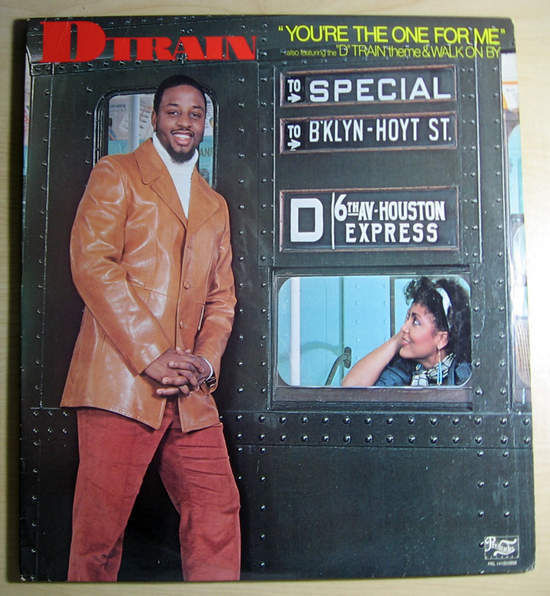 D TRAIN
"YOU'RE THE ONE FOR ME"
also featuring the "D" TRAIN theme & WALK ON BY
TO SPECIAL
TO B'KLYN-HOYT ST.
D 6TH AV-HOUSTON
EXPRESS
Prelude